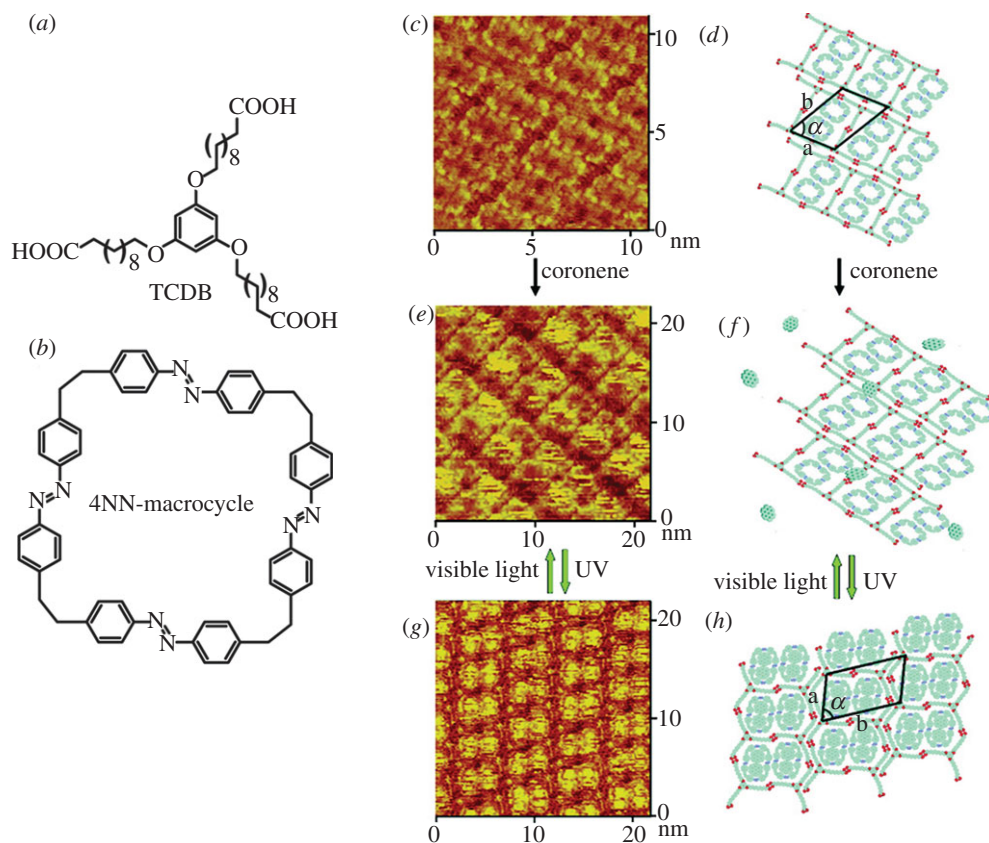 (a)
COOH
( )8
O
HOOC
( )8
O
O
( )8
TCDB
COOH
(b)
N
N
N
N
4NN-macrocycle
N
N
N
N
(c)
10
5
0
0
5
10
nm
coronene
(d)
b
α
a
coronene
(e)
20
10
0
0
10
20
nm
visible light
UV
(f)
visible light
UV
(g)
20
10
0
0
10
20
nm
(h)
a
α
b